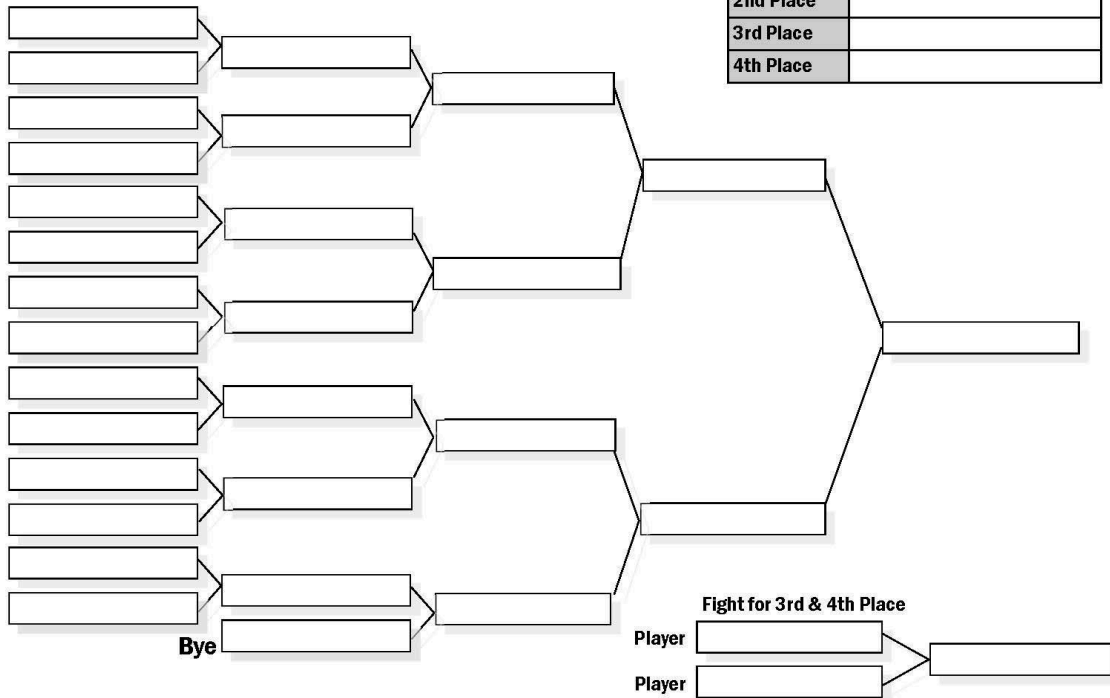 2nd Place
3rd Place
4th Place
Bye
Fight for 3rd & 4th Place
Player
Player